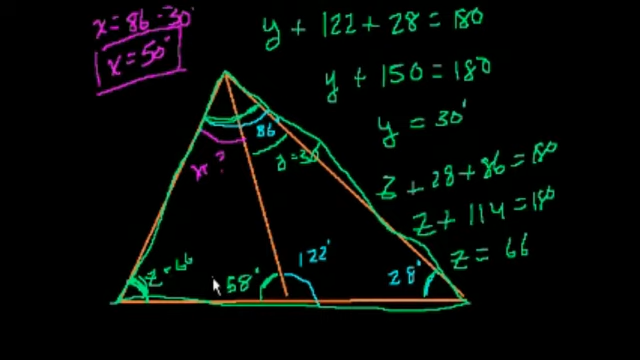 x = 86 - 30°
x = 50°
y + 122 + 28 = 180
y + 150 = 180
y = 30°
z + 28 + 86 = 180
z + 114 = 180
z = 66
86
x ?
y = 30
z = 66
58°
122°
28°